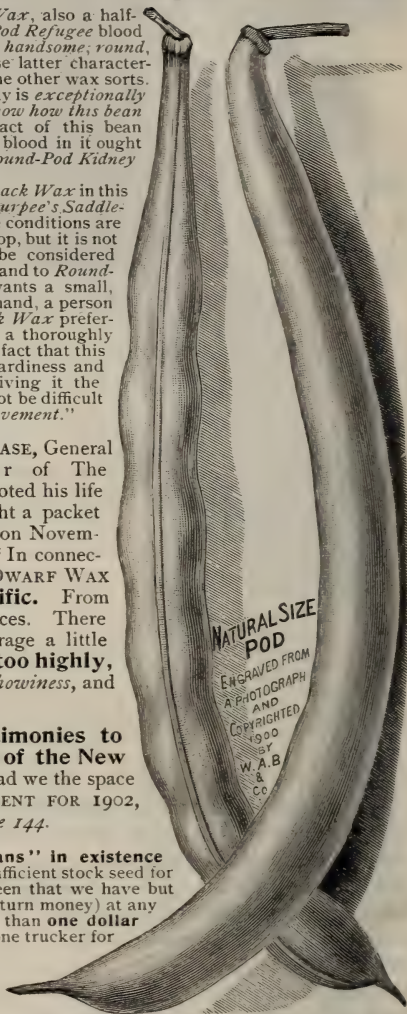 Wax, also a half-
Pod Refugee blood
handsome, round,
se latter character-
ne other wax sorts.
y is exceptionally
ow how this bean
act of this bean
blood in it ought
ound-Pod Kidney
ack Wax in this
urpee's Saddle-
conditions are
op, but it is not
be considered
and to Round-
vants a small,
hand, a person
k Wax prefer-
a thoroughly
fact that this
ardiness and
iving it the
ot be difficult
vement."
EASE, General
r of The
oted his life
ht a packet
on Novem-
In connec-
DWARF WAX
ific. From
ces. There
rage a little
too highly,
howiness, and
imonies to
of the New
ad we the space
ENT FOR 1902,
e 144.
ans" in existence
fficient stock seed for
een that we have but
turn money) at any
than one dollar
ne trucker for
NATURAL SIZE
POD
ENGRAVED FROM
A PHOTOGRAPH
AND
COPYRIGHTED
1900
BY
W.A.B
&
Co